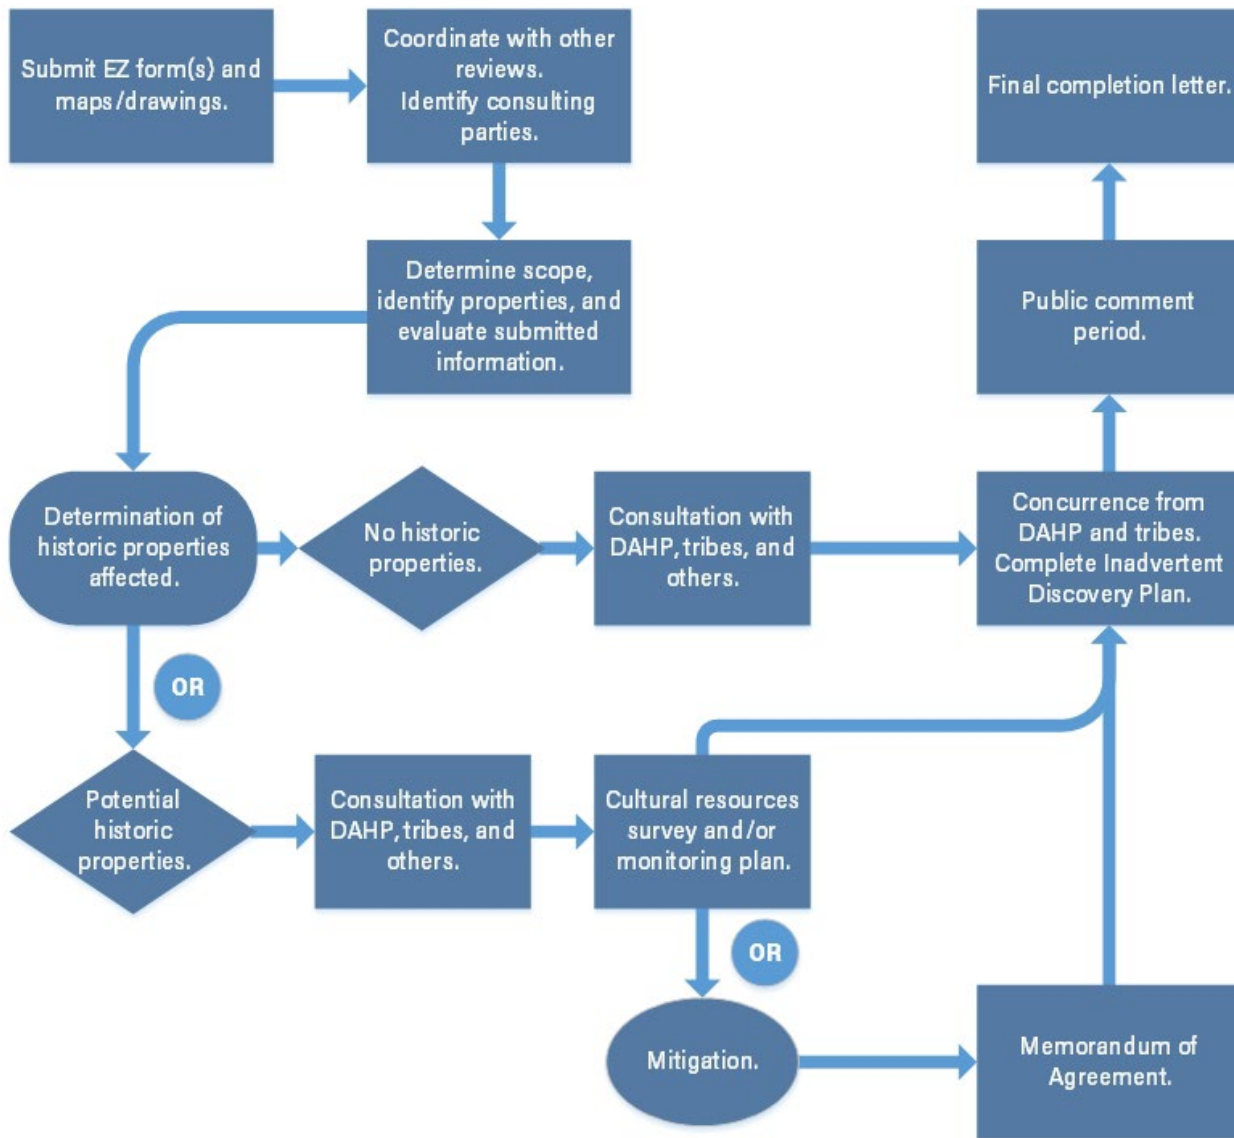 Submit EZ form(s) and
maps/drawings.
Coordinate with other
reviews.
Identify consulting
parties.
Final completion letter.
Determine scope,
identify properties, and
evaluate submitted
information.
Public comment
period.
Determination of
historic properties
affected.
No historic
properties.
Consultation with
DAHP, tribes, and
others.
Concurrence from
DAHP and tribes.
Complete Inadvertent
Discovery Plan.
OR
Potential
historic
properties.
Consultation with
DAHP, tribes, and
others.
Cultural resources
survey and/or
monitoring plan.
OR
Mitigation.
Memorandum of
Agreement.